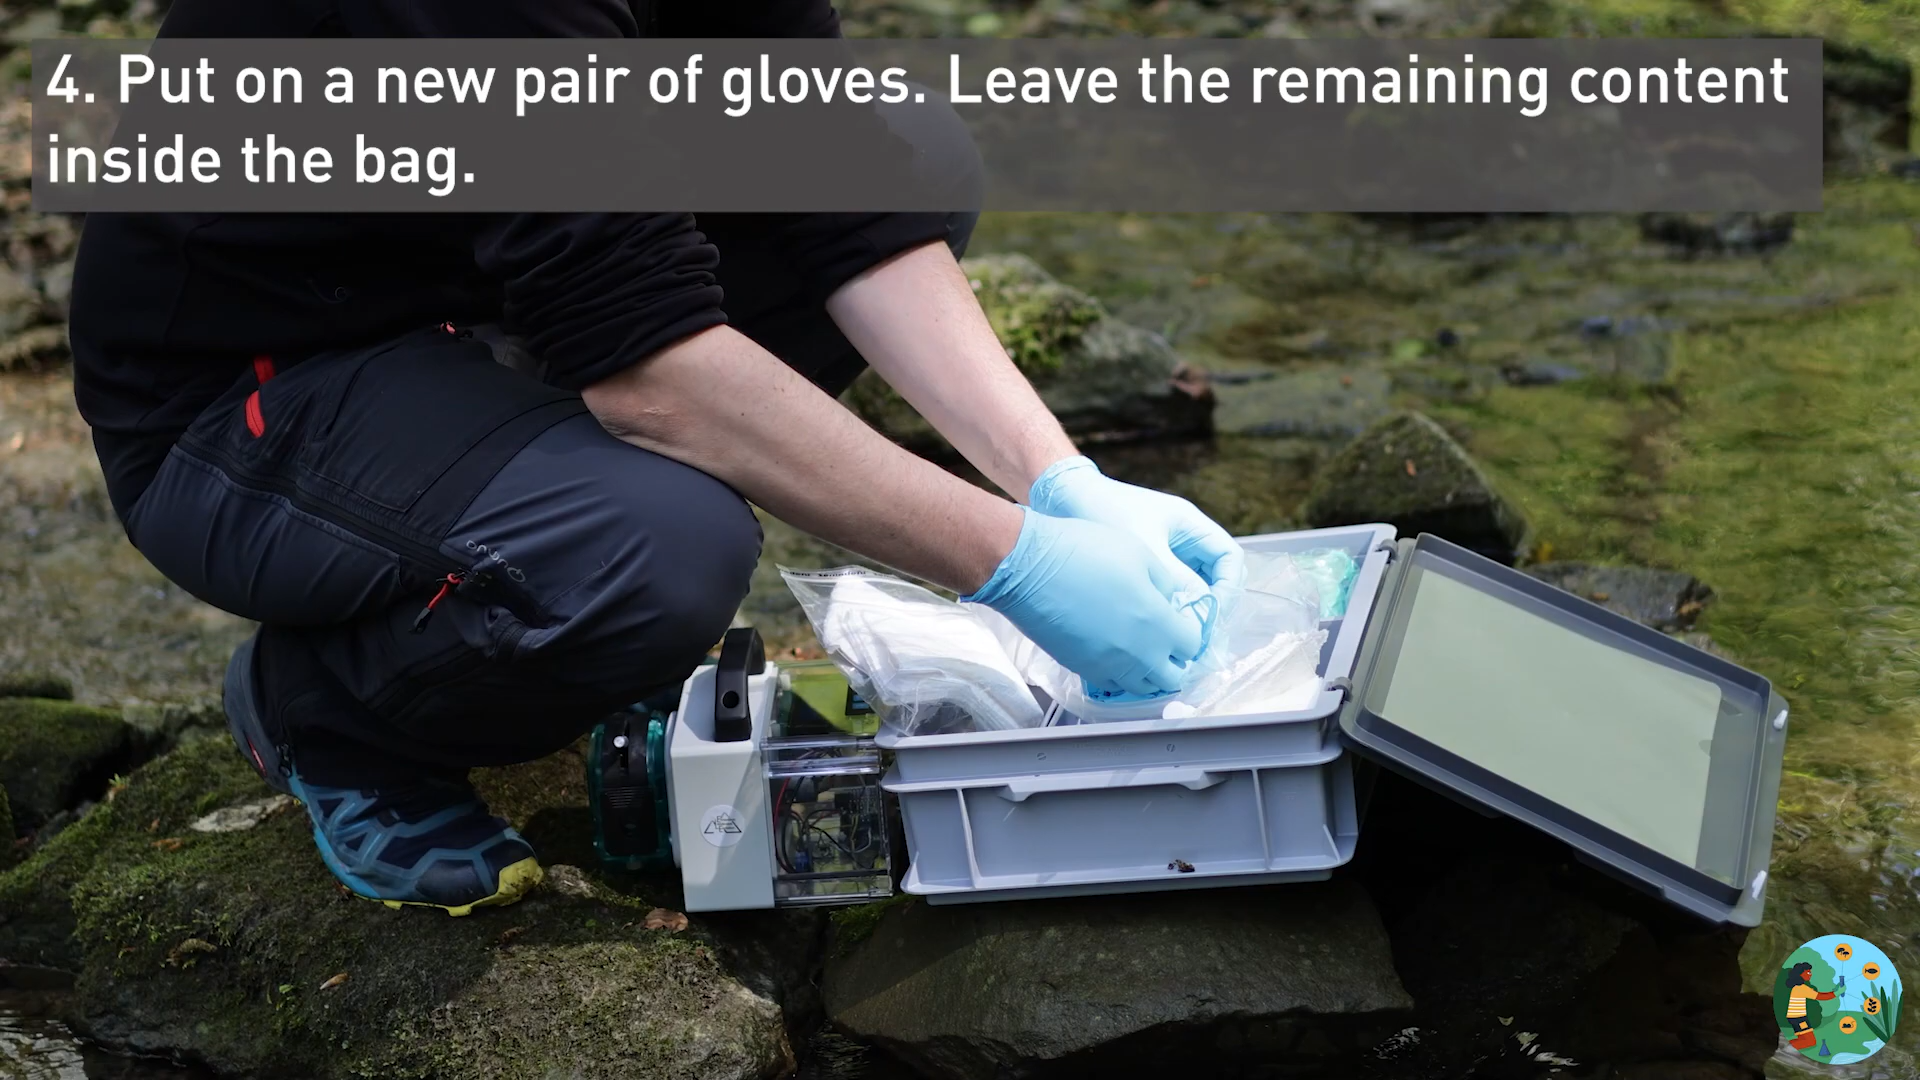 4. Put on a new pair of gloves. Leave the remaining content
inside the bag.